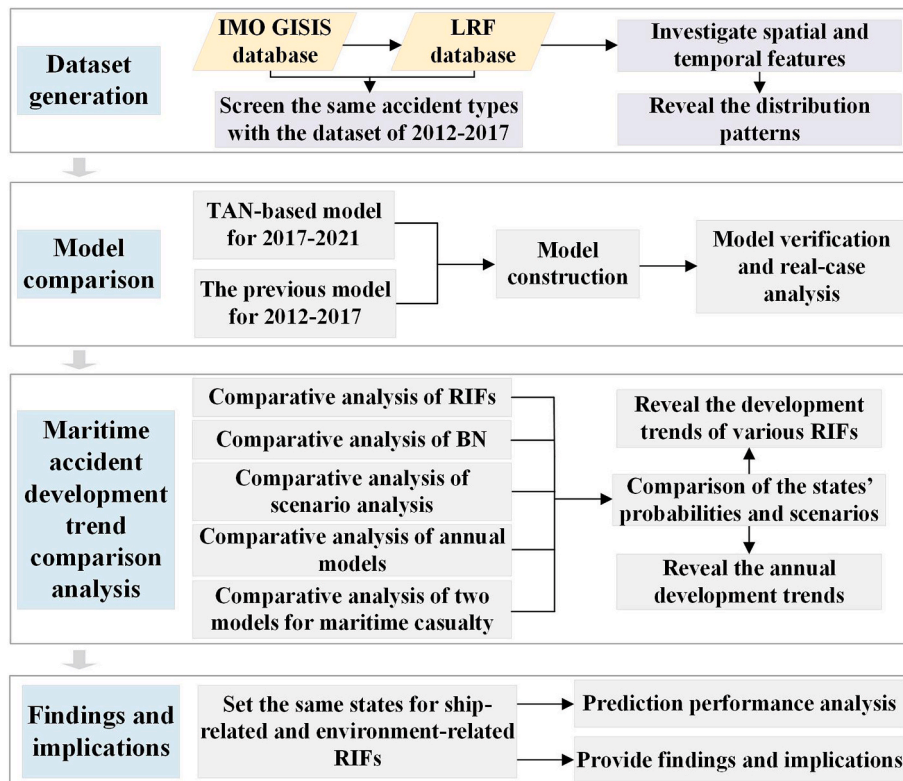 Dataset
generation
IMO GISIS
database
LRF
database
Investigate spatial and
temporal features
Screen the same accident types
with the dataset of 2012-2017
Reveal the distribution
patterns
Model
comparison
TAN-based model
for 2017-2021
The previous model
for 2012-2017
Model
construction
Model verification
and real-case
analysis
Maritime
accident
development
trend
comparison
analysis
Comparative analysis of RIFs
Comparative analysis of BN
Comparative analysis of
scenario analysis
Comparative analysis of annual
models
Comparative analysis of two
models for maritime casualty
Reveal the development
trends of various RIFs
Comparison of the states’
probabilities and scenarios
Reveal the annual
development trends
Findings and
implications
Set the same states for ship-
related and environment-related
RIFs
Prediction performance analysis
Provide findings and implications